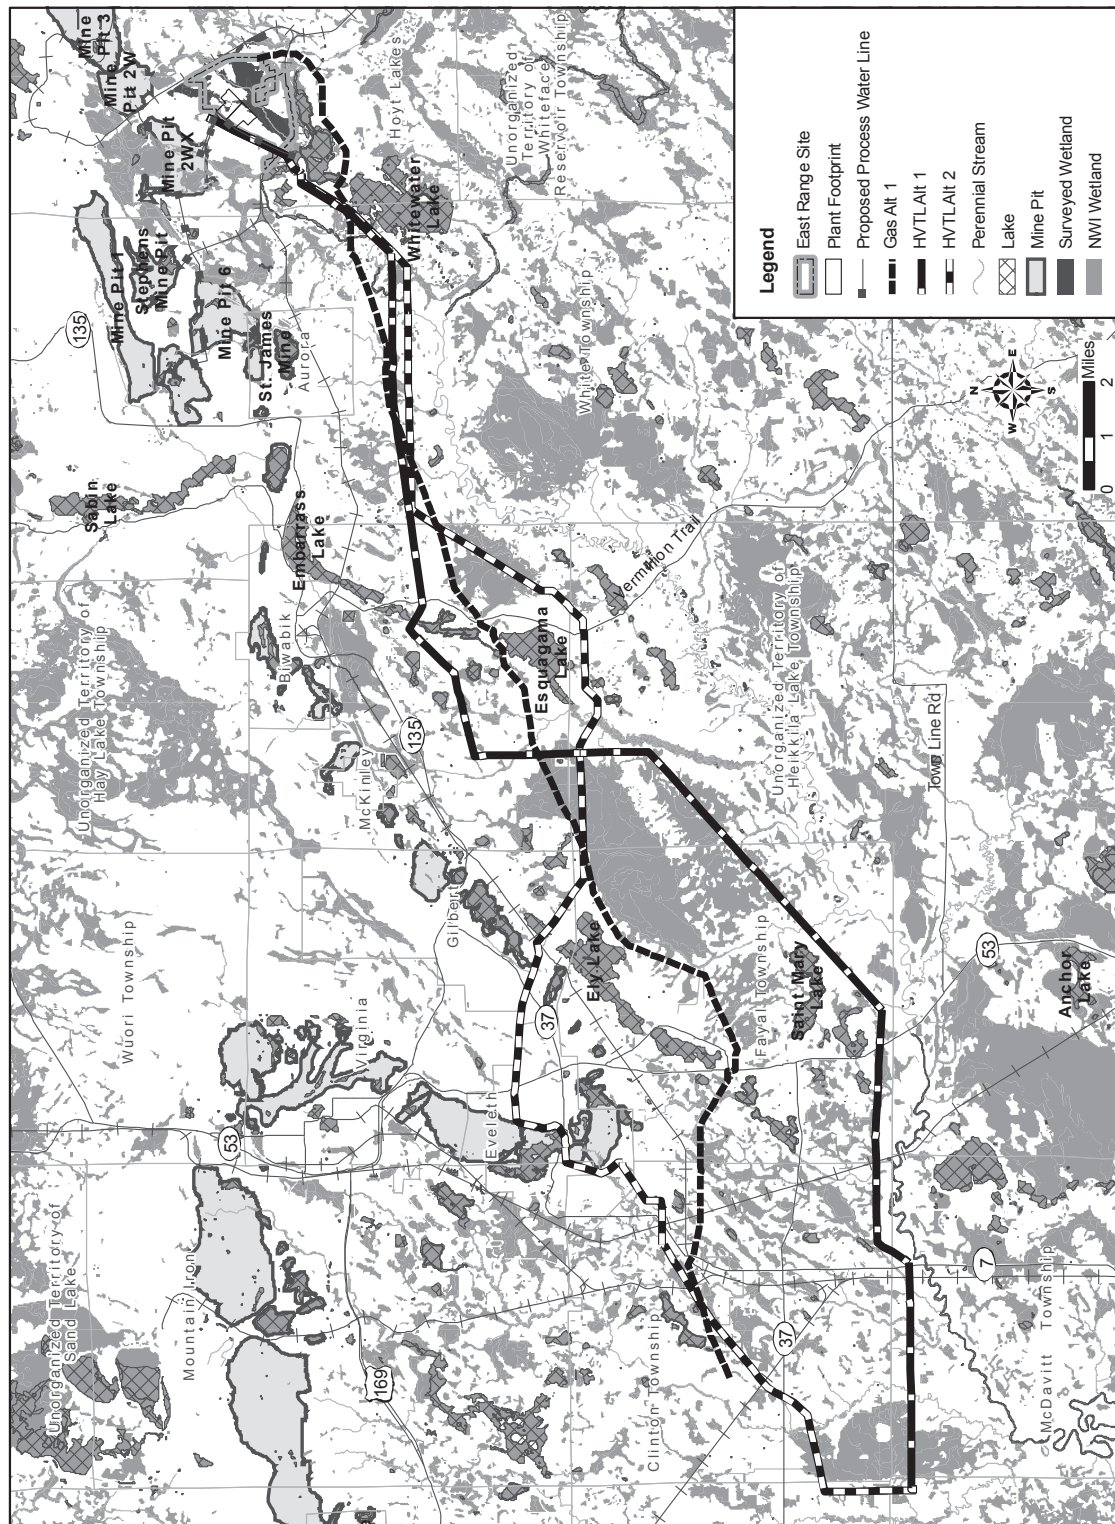 Unorganized Territory of
Sand Lake
Mountain Iron
169
53
Wuori Township
Virginia
Eveleth
37
Gilbert
McKinley
Unorganized Territory of
Hay Lake Township
Biwabik
135
Sabin
Lake
Embarrass
Lake
135
Mine Pit 1
Stephens
Mine Pit
Mine Pit 6
St. James
Mine
Aurora
Mine Pit
2WX
Mine
Pit 2W
Mine
Pit 3
Hoyt Lakes
Whitewater
Lake
Unorganized
Territory of
Whiteface
Reservoir Township
White Township
Vermilion Trail
Esquagama
Lake
Ely Lake
Unorganized Territory of
Heikkila Lake Township
Town Line Rd
Fayal Township
Saint Mary
Lake
53
Anchor
Lake
Clinton Township
37
7
McDavitt Township
Legend
East Range Site
Plant Footprint
Proposed Process Water Line
Gas Alt 1
HVTL Alt 1
HVTL Alt 2
Perennial Stream
Lake
Mine Pit
Surveyed Wetland
NWI Wetland
N
W
E
S
Miles
0 1 2